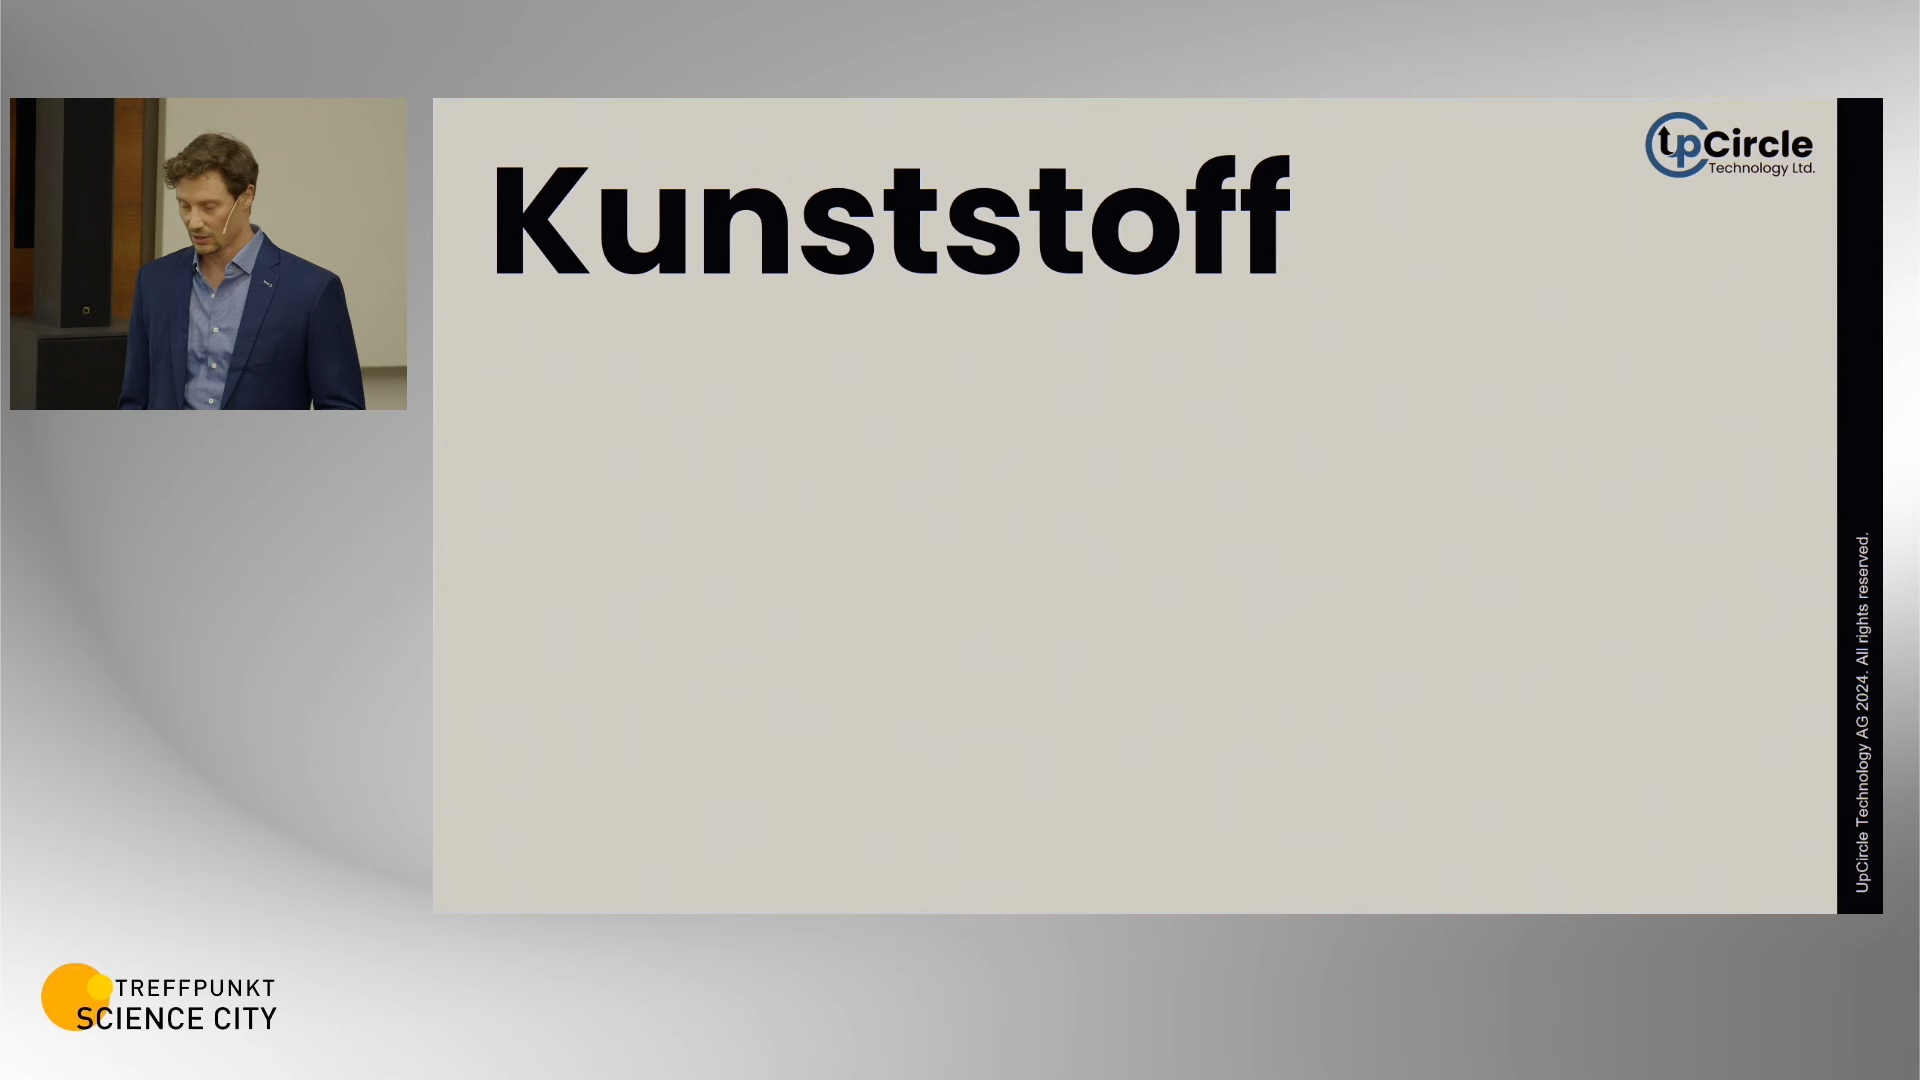 Kunststoff
UpCircle
Technology Ltd.
UpCircle Technology AG 2024. All rights reserved.
TREFFPUNKT
SCIENCE CITY